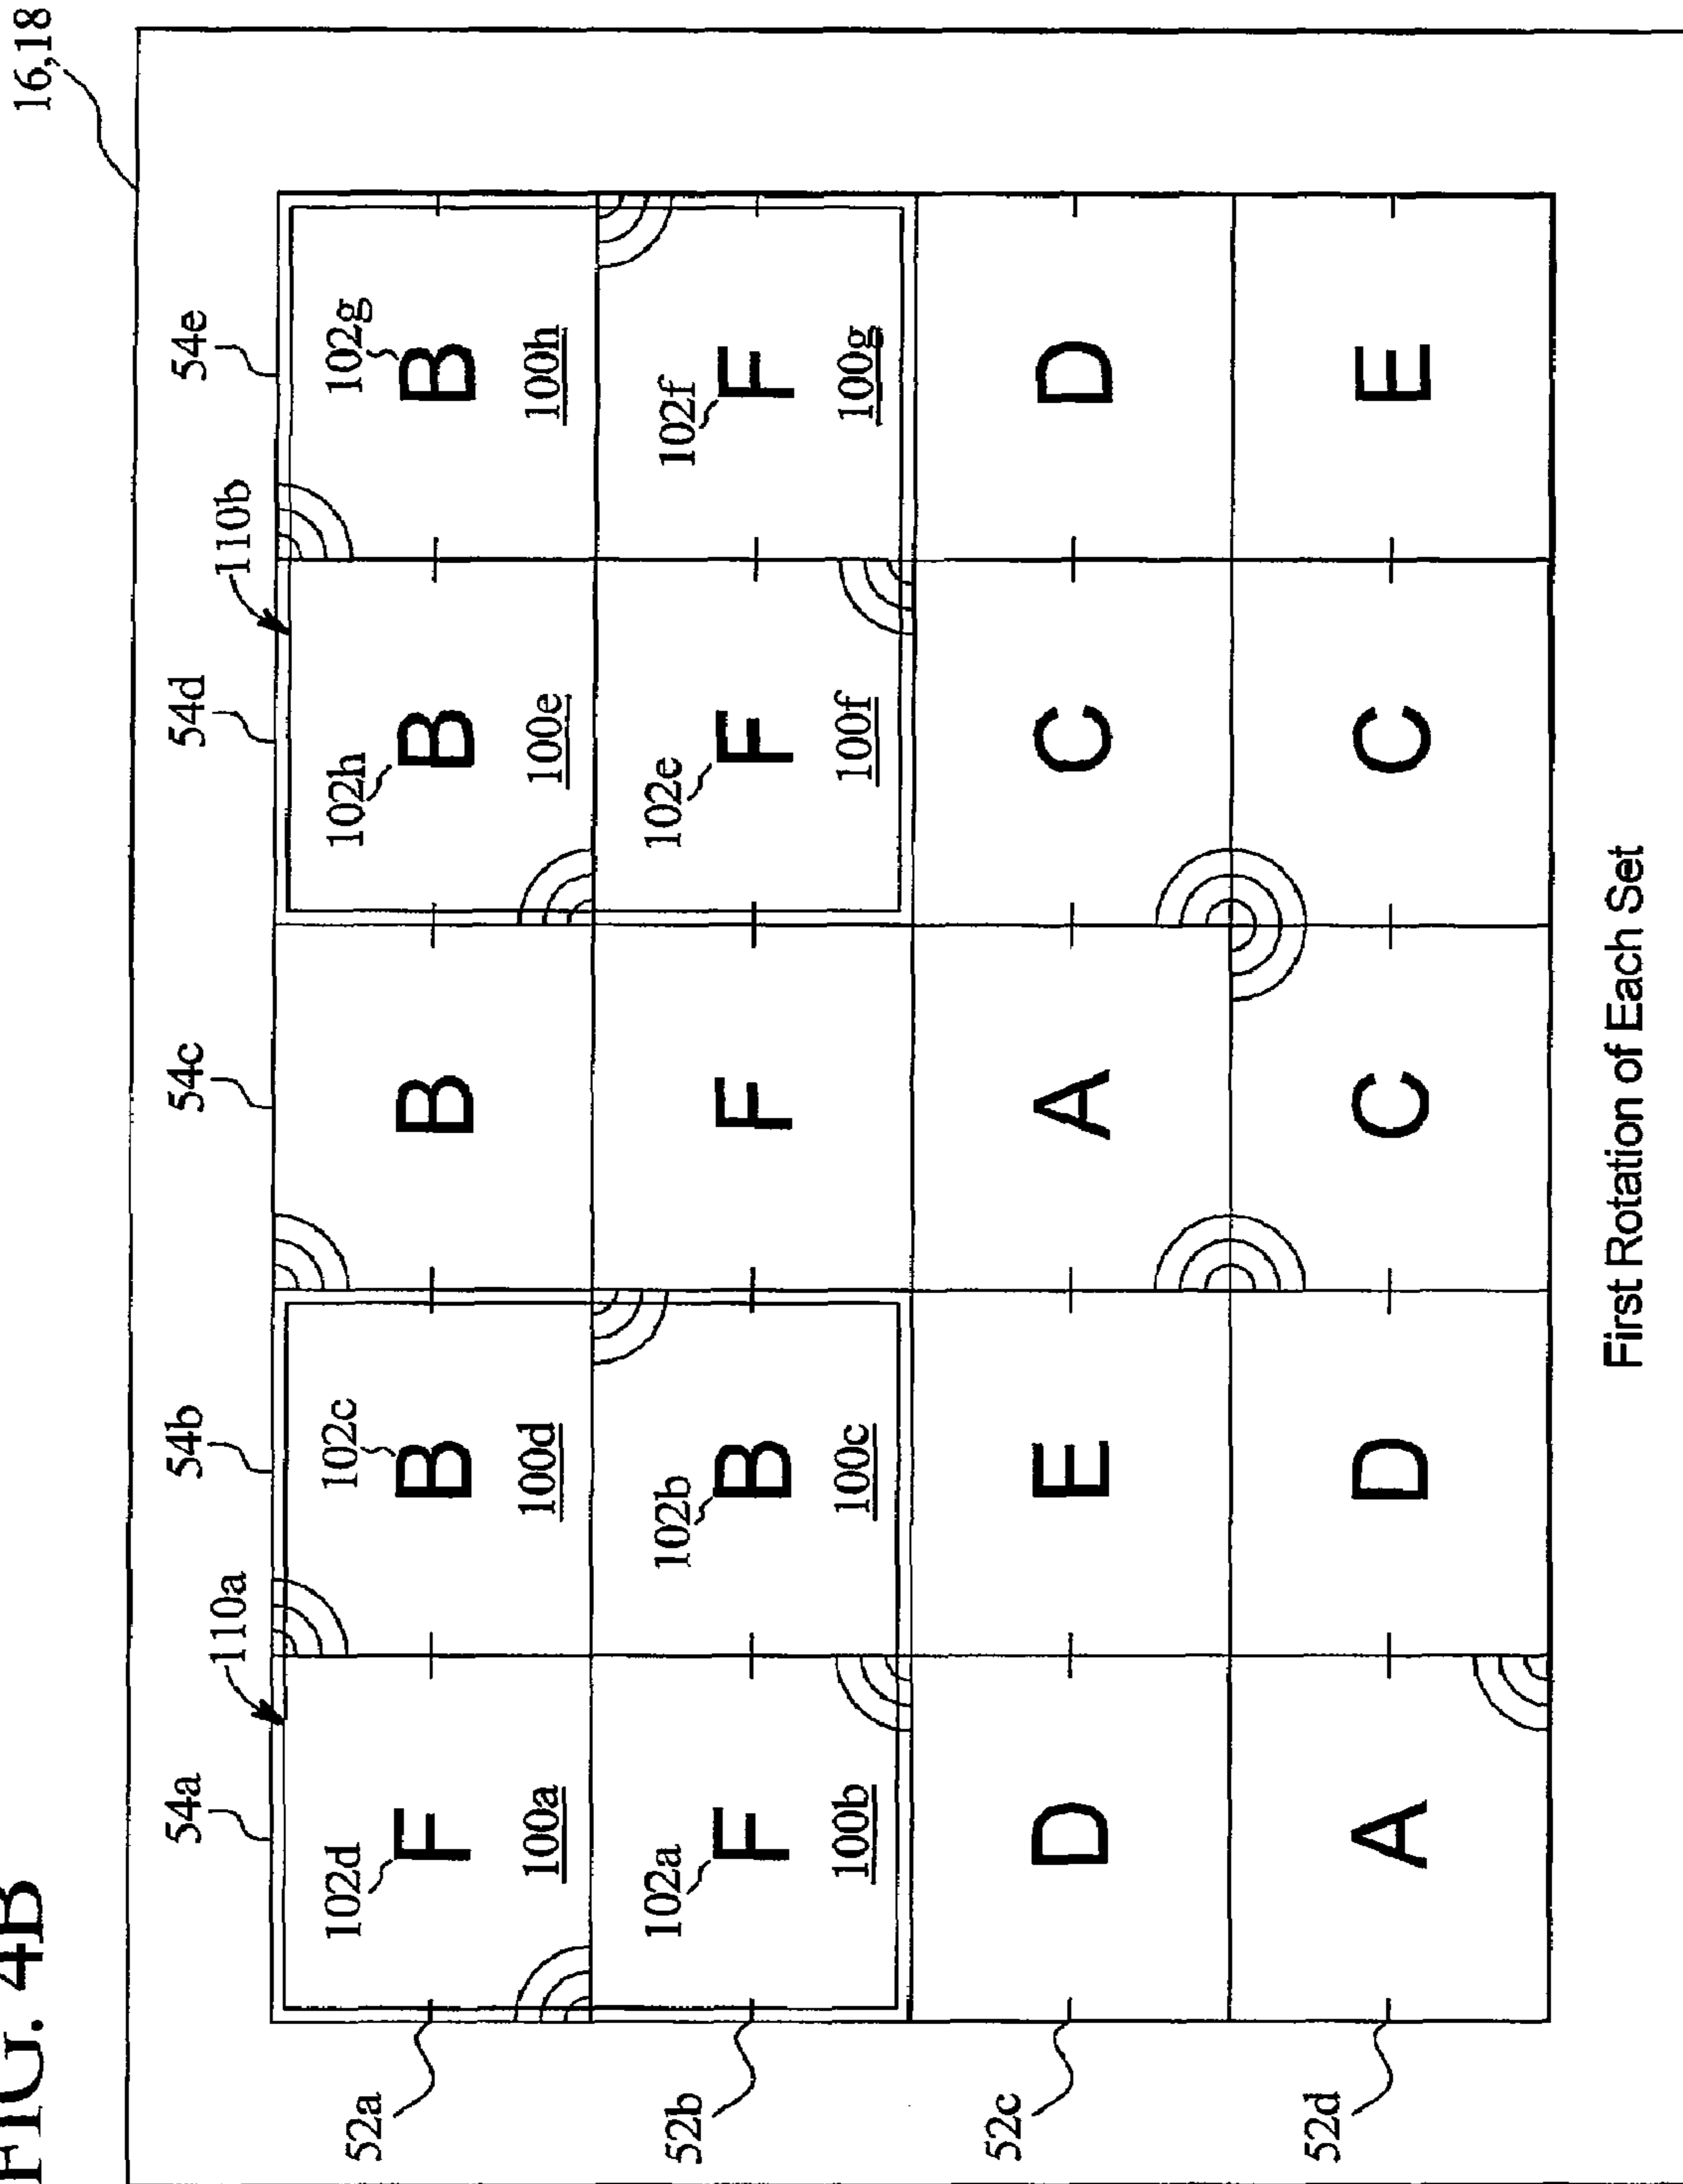 FIG. 4B
16,18
54a 54b 54c 54d 54e
110a 110b
52a
102d F 100a
102c B 100d
B
102h B 100e
102g B 100h
52b
102a F 100b
102b B 100c
F
102e F 100f
102f F 100g
52c D E A C D
52d A D C C E
First Rotation of Each Set